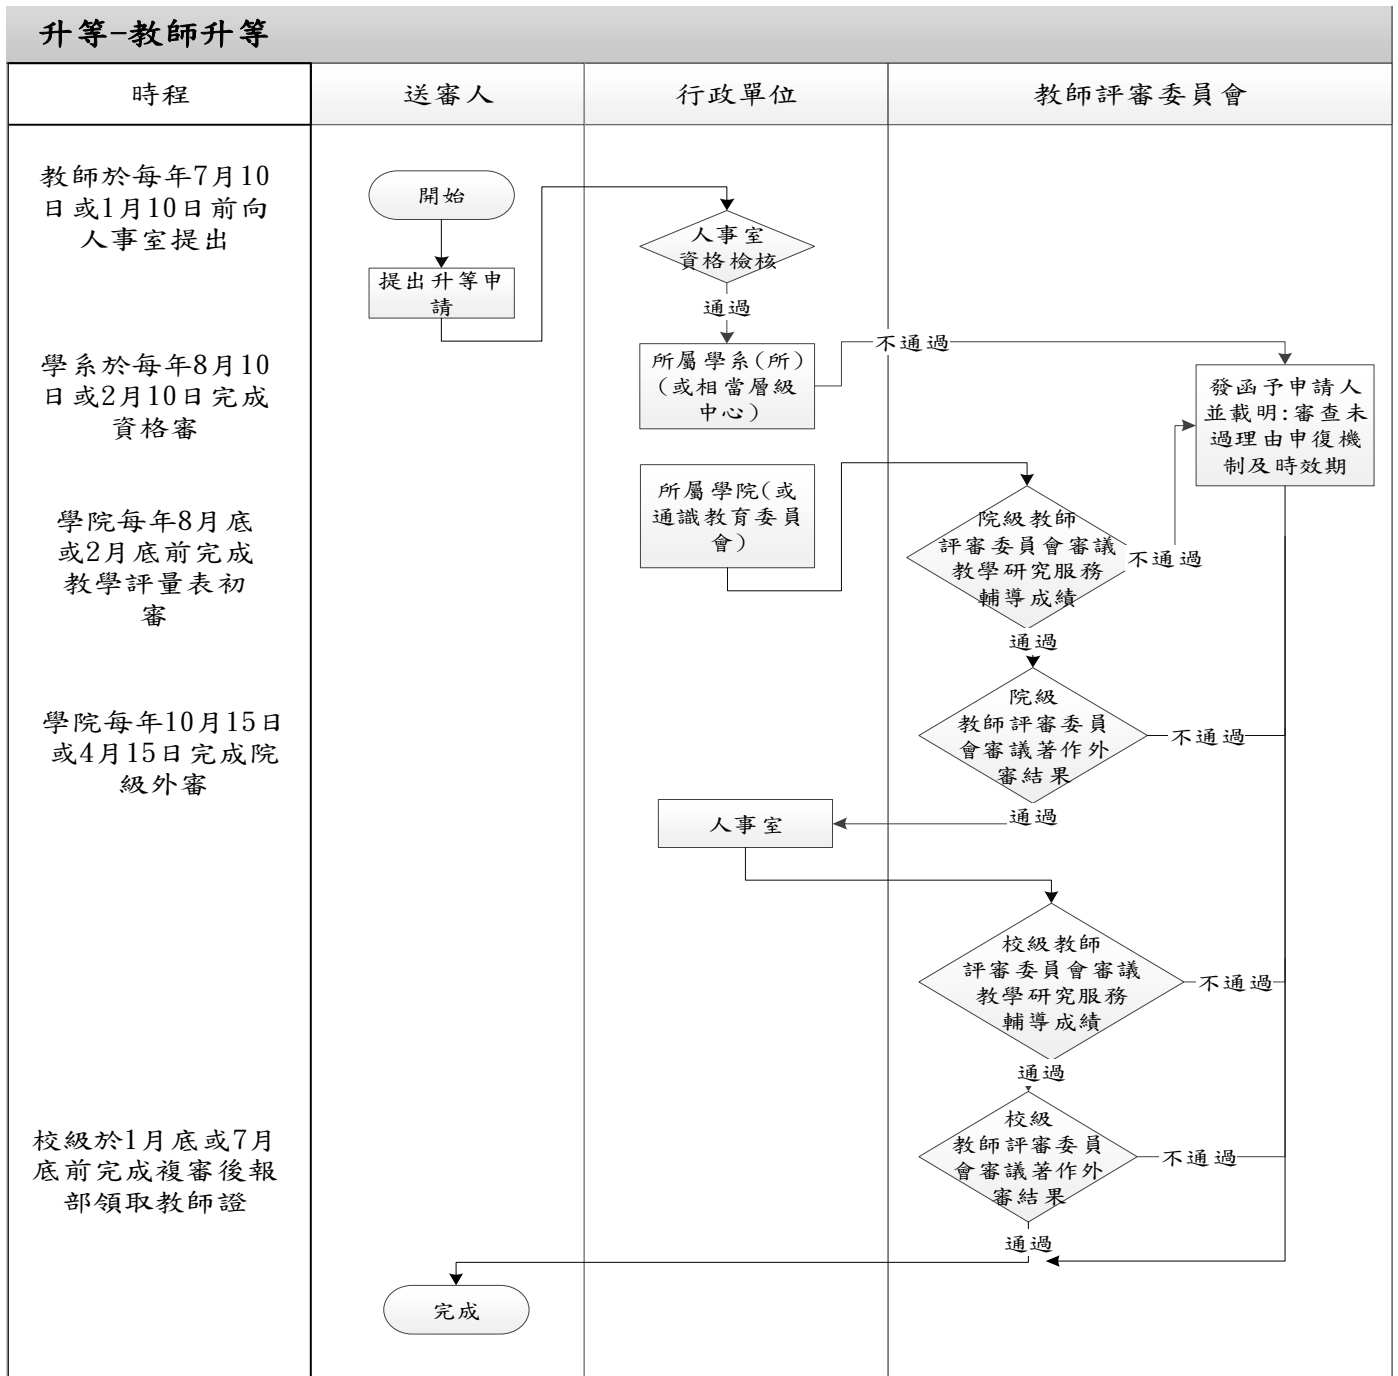 升等-教師升等
時程
送審人
行政單位
教師評審委員會
教師於每年7月10
日或1月10日前向
人事室提出
開始
提出升等申
請
人事室
資格檢核
通過
學系於每年8月10
日或2月10日完成
資格審
所屬學系(所)
(或相當層級
中心)
不通過
發函予申請人
並載明:審查未
過理由申復機
制及時效期
學院每年8月底
或2月底前完成
教學評量表初
審
所屬學院(或
通識教育委員
會)
院級教師
評審委員會審議
教學研究服務
輔導成績
不通過
通過
學院每年10月15日
或4月15日完成院
級外審
院級
教師評審委員
會審議著作外
審結果
不通過
通過
人事室
校級教師
評審委員會審議
教學研究服務
輔導成績
不通過
通過
校級於1月底或7月
底前完成複審後報
部領取教師證
校級
教師評審委員
會審議著作外
審結果
不通過
通過
完成